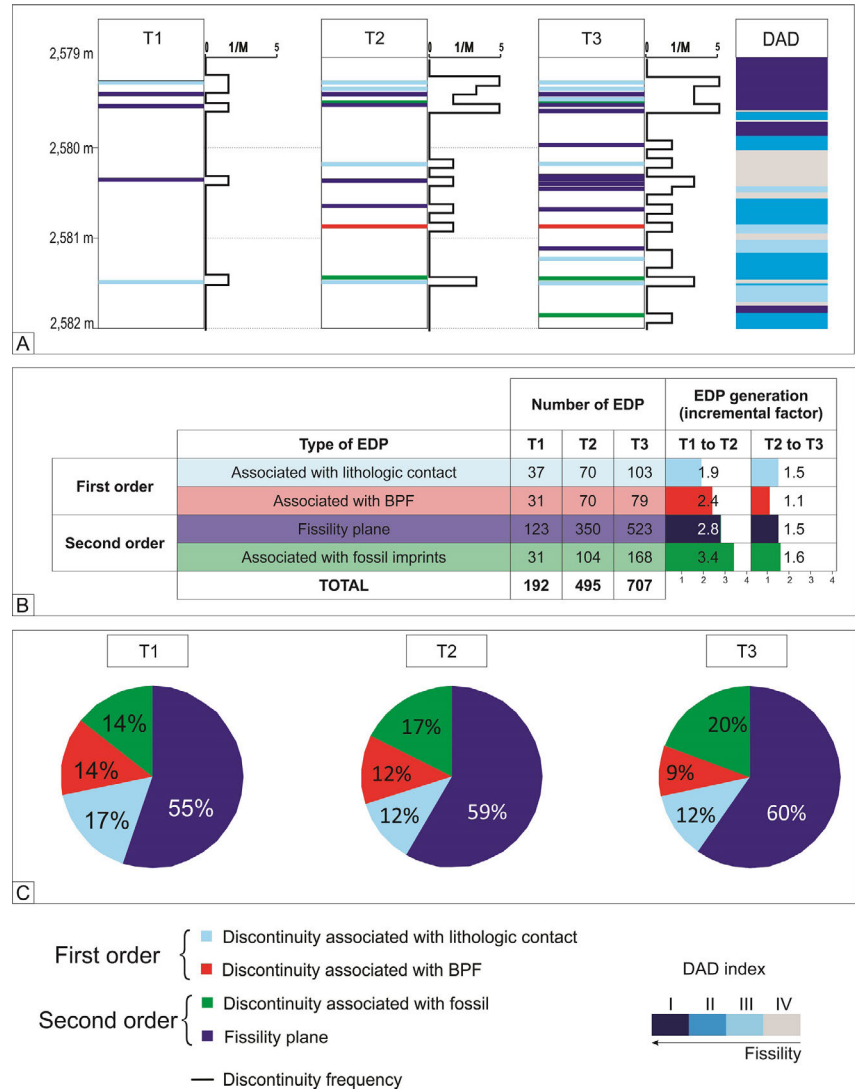 T1 0 1/M 5 T2 0 1/M 5 T3 0 1/M 5 DAD
2,579 m
2,580 m
2,581 m
2,582 m
A
Number of EDP EDP generation
(incremental factor)
Type of EDP T1 T2 T3 T1 to T2 T2 to T3
First order Associated with lithologic contact 37 70 103 1.9 1.5
Associated with BPF 31 70 79 2.4 1.1
Second order Fissility plane 123 350 523 2.8 1.5
Associated with fossil imprints 31 104 168 3.4 1.6
TOTAL 192 495 707 1 2 3 4 1 2 3 4
B
T1 T2 T3
14% 17% 20%
14% 12% 9%
17% 55% 12% 59% 12% 60%
C
First order Discontinuity associated with lithologic contact
Discontinuity associated with BPF
Second order Discontinuity associated with fossil
Fissility plane
Discontinuity frequency
DAD index
I II III IV
Fissility